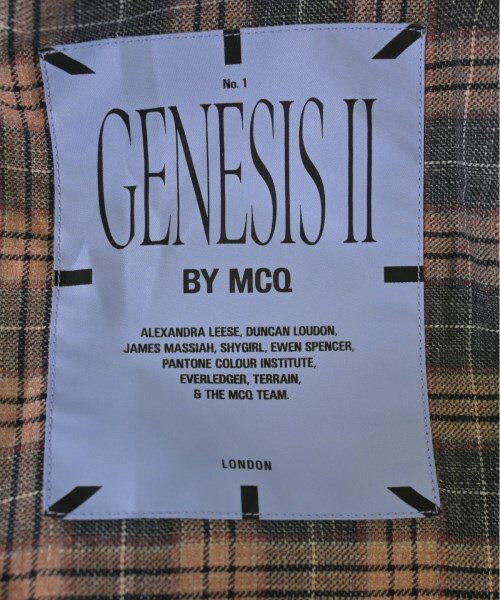 No. 1
GENESIS II
BY MCQ
ALEXANDRA LEESE, DUNCAN LOUDON,
JAMES MASSIAH, SHYGIRL, EWEN SPENCER,
PANTONE COLOUR INSTITUTE,
EVERLEDGER, TERRAIN,
& THE MCQ TEAM.
LONDON